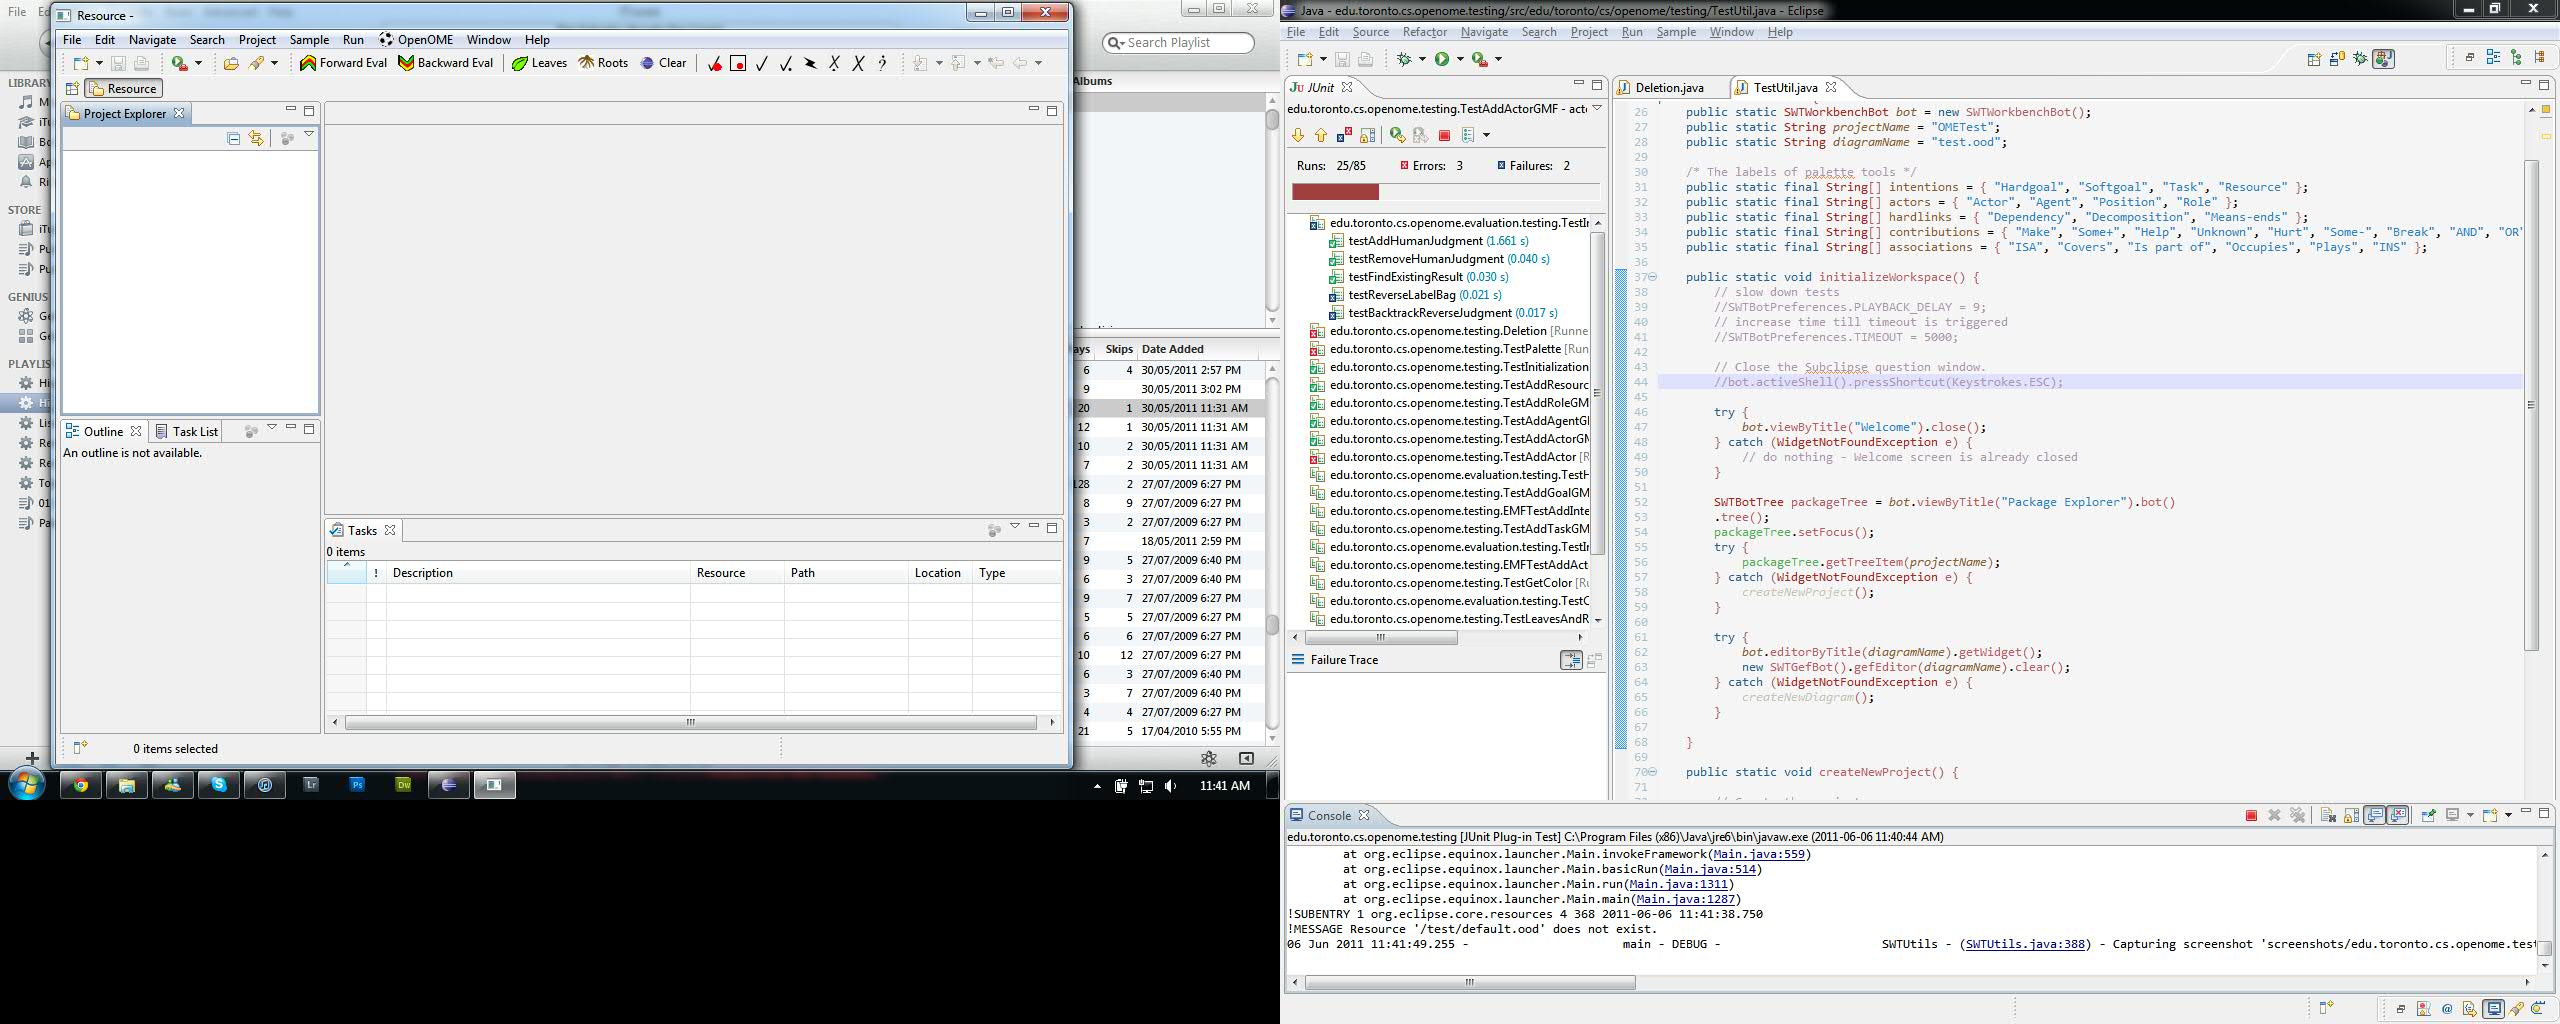 Resource -
File Edit Navigate Search Project Sample Run OpenOME Window Help
Forward Eval Backward Eval Leaves Roots Clear
Resource
Project Explorer
Outline Task List
An outline is not available.
Tasks
0 items
! Description Resource Path Location Type
0 items selected
File Ed
LIBRARY
STORE
GENIUS
PLAYLIS
Search Playlist
Albums
ays Skips Date Added
6 4 30/05/2011 2:57 PM
9 30/05/2011 3:02 PM
20 1 30/05/2011 11:31 AM
12 1 30/05/2011 11:31 AM
10 2 30/05/2011 11:31 AM
7 2 30/05/2011 11:31 AM
128 2 27/07/2009 6:27 PM
8 9 27/07/2009 6:27 PM
3 2 27/07/2009 6:27 PM
7 18/05/2011 2:59 PM
9 5 27/07/2009 6:40 PM
6 3 27/07/2009 6:40 PM
9 7 27/07/2009 6:27 PM
5 5 27/07/2009 6:27 PM
6 6 27/07/2009 6:27 PM
10 12 27/07/2009 6:27 PM
6 3 27/07/2009 6:40 PM
3 7 27/07/2009 6:40 PM
4 4 27/07/2009 6:27 PM
21 5 17/04/2010 5:55 PM
Lr Ps Dw
11:41 AM
Java - edu.toronto.cs.openome.testing/src/edu/toronto/cs/openome/testing/TestUtil.java - Eclipse
File Edit Source Refactor Navigate Search Project Run Sample Window Help
JUnit
edu.toronto.cs.openome.testing.TestAddActorGMF - act
Runs: 25/85 Errors: 3 Failures: 2
edu.toronto.cs.openome.evaluation.testing.TestIr
testAddHumanJudgment (1.661 s)
testRemoveHumanJudgment (0.040 s)
testFindExistingResult (0.030 s)
testReverseLabelBag (0.021 s)
testBacktrackReverseJudgment (0.017 s)
edu.toronto.cs.openome.testing.Deletion [Runne
edu.toronto.cs.openome.testing.TestPalette [Run
edu.toronto.cs.openome.testing.TestInitialization
edu.toronto.cs.openome.testing.TestAddResourc
edu.toronto.cs.openome.testing.TestAddRoleGM
edu.toronto.cs.openome.testing.TestAddAgentGI
edu.toronto.cs.openome.testing.TestAddActorGN
edu.toronto.cs.openome.testing.TestAddActor [R
edu.toronto.cs.openome.evaluation.testing.TestH
edu.toronto.cs.openome.testing.TestAddGoalGM
edu.toronto.cs.openome.testing.EMFTestAddInte
edu.toronto.cs.openome.testing.TestAddTaskGM
edu.toronto.cs.openome.evaluation.testing.TestIr
edu.toronto.cs.openome.testing.EMFTestAddAct
edu.toronto.cs.openome.testing.TestGetColor [Ru
edu.toronto.cs.openome.evaluation.testing.TestC
edu.toronto.cs.openome.testing.TestLeavesAndR
Failure Trace
Deletion.java TestUtil.java
26 public static SWTWorkbenchBot bot = new SWTWorkbenchBot();
27 public static String projectName = "OMETest";
28 public static String diagramName = "test.ood";
29
30 /* The labels of palette tools */
31 public static final String[] intentions = { "Hardgoal", "Softgoal", "Task", "Resource" };
32 public static final String[] actors = { "Actor", "Agent", "Position", "Role" };
33 public static final String[] hardlinks = { "Dependency", "Decomposition", "Means-ends" };
34 public static final String[] contributions = { "Make", "Some+", "Help", "Unknown", "Hurt", "Some-", "Break", "AND", "OR"
35 public static final String[] associations = { "ISA", "Covers", "Is part of", "Occupies", "Plays", "INS" };
36
37 public static void initializeWorkspace() {
38 // slow down tests
39 //SWTBotPreferences.PLAYBACK_DELAY = 9;
40 // increase time till timeout is triggered
41 //SWTBotPreferences.TIMEOUT = 5000;
42
43 // Close the Subclipse question window.
44 //bot.activeShell().pressShortcut(Keystrokes.ESC);
45
46 try {
47 bot.viewByTitle("Welcome").close();
48 } catch (WidgetNotFoundException e) {
49 // do nothing - Welcome screen is already closed
50 }
51
52 SWTBotTree packageTree = bot.viewByTitle("Package Explorer").bot()
53 .tree();
54 packageTree.setFocus();
55 try {
56 packageTree.getTreeItem(projectName);
57 } catch (WidgetNotFoundException e) {
58 createNewProject();
59 }
60
61 try {
62 bot.editorByTitle(diagramName).getWidget();
63 new SWTGefBot().gefEditor(diagramName).clear();
64 } catch (WidgetNotFoundException e) {
65 createNewDiagram();
66 }
67
68 }
69
70 public static void createNewProject() {
71
Console
edu.toronto.cs.openome.testing [JUnit Plug-in Test] C:\Program Files (x86)\Java\jre6\bin\javaw.exe (2011-06-06 11:40:44 AM)
at org.eclipse.equinox.launcher.Main.invokeFramework(Main.java:559)
at org.eclipse.equinox.launcher.Main.basicRun(Main.java:514)
at org.eclipse.equinox.launcher.Main.run(Main.java:1311)
at org.eclipse.equinox.launcher.Main.main(Main.java:1287)
!SUBENTRY 1 org.eclipse.core.resources 4 368 2011-06-06 11:41:38.750
!MESSAGE Resource '/test/default.ood' does not exist.
06 Jun 2011 11:41:49.255 - main - DEBUG - SWTUtils - (SWTUtils.java:388) - Capturing screenshot 'screenshots/edu.toronto.cs.openome.test